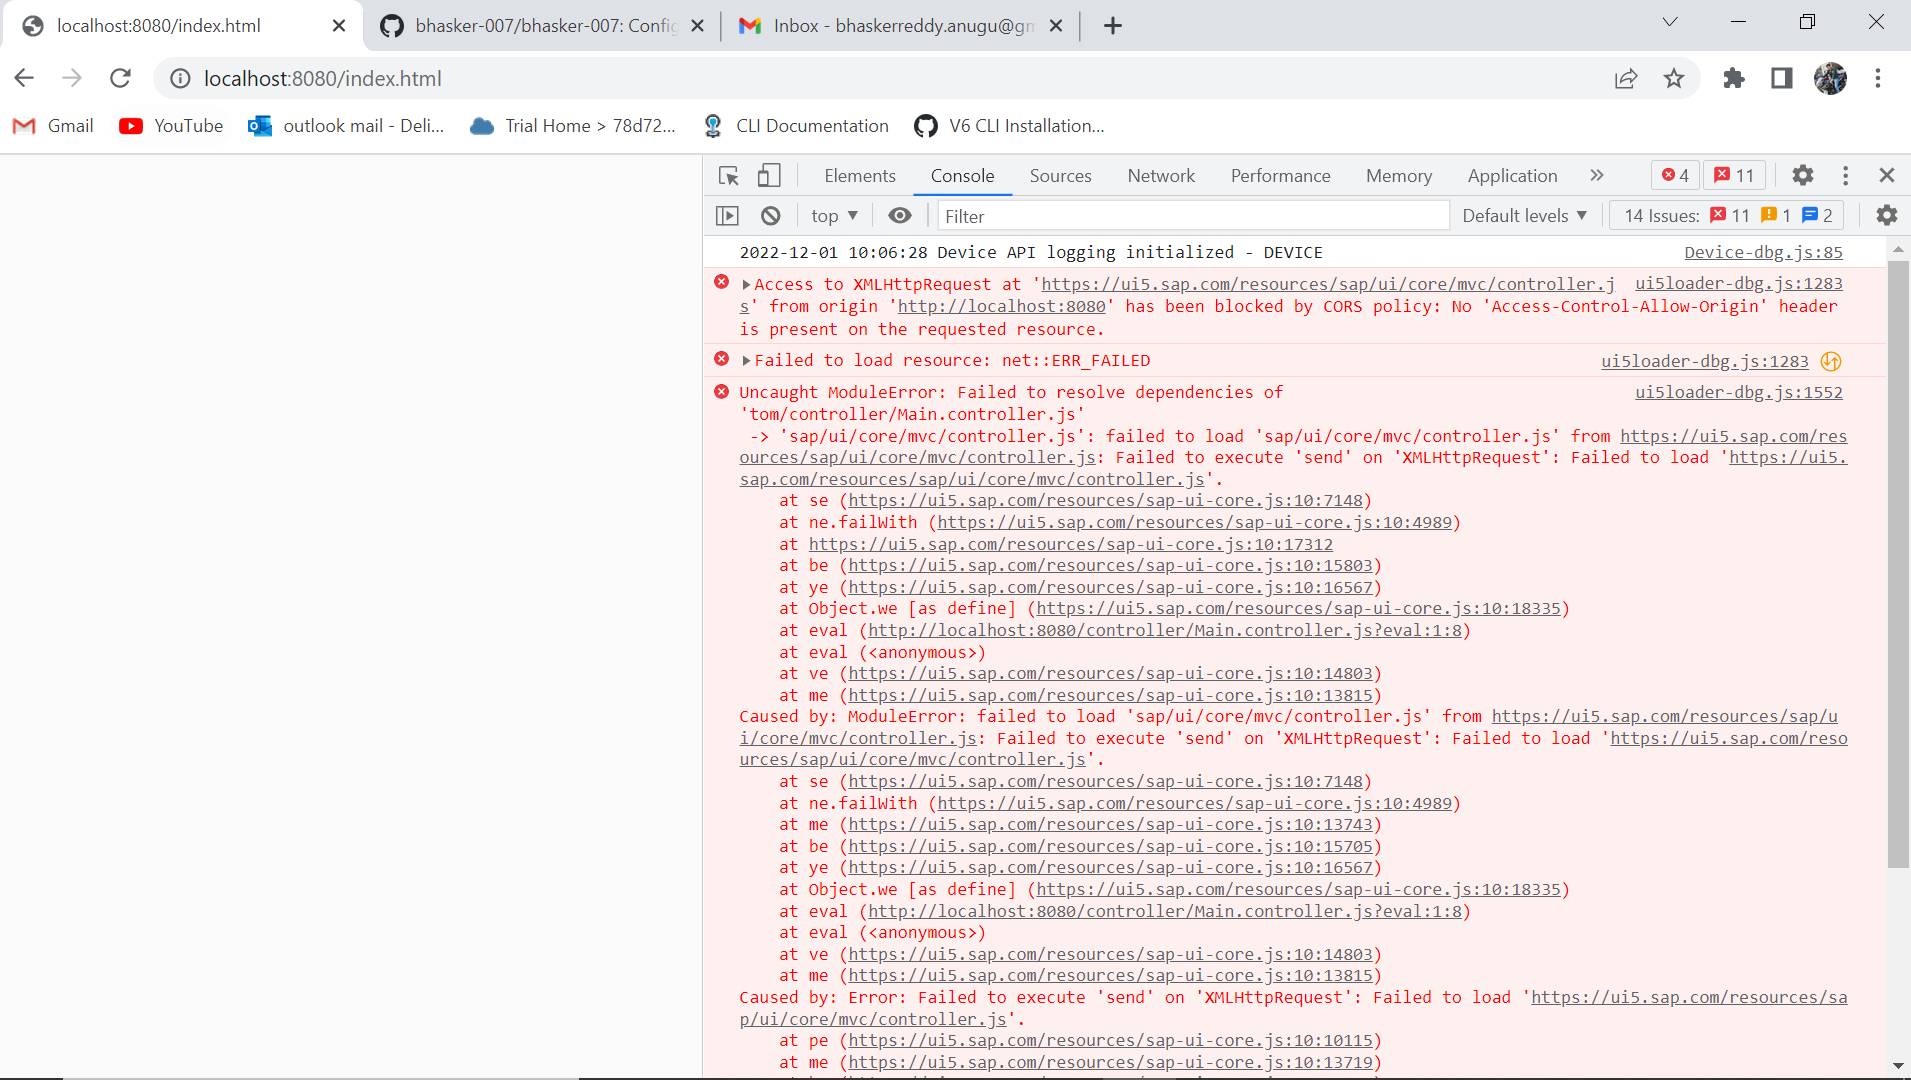 localhost:8080/index.html
bhasker-007/bhasker-007: Config
Inbox - bhaskerreddy.anugu@gm
localhost:8080/index.html
Gmail YouTube outlook mail - Deli... Trial Home > 78d72... CLI Documentation V6 CLI Installation...
Elements Console Sources Network Performance Memory Application » 4 11
top ▼ Filter Default levels ▼ 14 Issues: 11 1 2
2022-12-01 10:06:28 Device API logging initialized - DEVICE Device-dbg.js:85
▶Access to XMLHttpRequest at 'https://ui5.sap.com/resources/sap/ui/core/mvc/controller.j ui5loader-dbg.js:1283
s' from origin 'http://localhost:8080' has been blocked by CORS policy: No 'Access-Control-Allow-Origin' header
is present on the requested resource.
▶Failed to load resource: net::ERR_FAILED ui5loader-dbg.js:1283
Uncaught ModuleError: Failed to resolve dependencies of ui5loader-dbg.js:1552
'tom/controller/Main.controller.js'
-> 'sap/ui/core/mvc/controller.js': failed to load 'sap/ui/core/mvc/controller.js' from https://ui5.sap.com/res
ources/sap/ui/core/mvc/controller.js: Failed to execute 'send' on 'XMLHttpRequest': Failed to load 'https://ui5.
sap.com/resources/sap/ui/core/mvc/controller.js'.
at se (https://ui5.sap.com/resources/sap-ui-core.js:10:7148)
at ne.failWith (https://ui5.sap.com/resources/sap-ui-core.js:10:4989)
at https://ui5.sap.com/resources/sap-ui-core.js:10:17312
at be (https://ui5.sap.com/resources/sap-ui-core.js:10:15803)
at ye (https://ui5.sap.com/resources/sap-ui-core.js:10:16567)
at Object.we [as define] (https://ui5.sap.com/resources/sap-ui-core.js:10:18335)
at eval (http://localhost:8080/controller/Main.controller.js?eval:1:8)
at eval (<anonymous>)
at ve (https://ui5.sap.com/resources/sap-ui-core.js:10:14803)
at me (https://ui5.sap.com/resources/sap-ui-core.js:10:13815)
Caused by: ModuleError: failed to load 'sap/ui/core/mvc/controller.js' from https://ui5.sap.com/resources/sap/u
i/core/mvc/controller.js: Failed to execute 'send' on 'XMLHttpRequest': Failed to load 'https://ui5.sap.com/reso
urces/sap/ui/core/mvc/controller.js'.
at se (https://ui5.sap.com/resources/sap-ui-core.js:10:7148)
at ne.failWith (https://ui5.sap.com/resources/sap-ui-core.js:10:4989)
at me (https://ui5.sap.com/resources/sap-ui-core.js:10:13743)
at be (https://ui5.sap.com/resources/sap-ui-core.js:10:15705)
at ye (https://ui5.sap.com/resources/sap-ui-core.js:10:16567)
at Object.we [as define] (https://ui5.sap.com/resources/sap-ui-core.js:10:18335)
at eval (http://localhost:8080/controller/Main.controller.js?eval:1:8)
at eval (<anonymous>)
at ve (https://ui5.sap.com/resources/sap-ui-core.js:10:14803)
at me (https://ui5.sap.com/resources/sap-ui-core.js:10:13815)
Caused by: Error: Failed to execute 'send' on 'XMLHttpRequest': Failed to load 'https://ui5.sap.com/resources/sa
p/ui/core/mvc/controller.js'.
at pe (https://ui5.sap.com/resources/sap-ui-core.js:10:10115)
at me (https://ui5.sap.com/resources/sap-ui-core.js:10:13719)